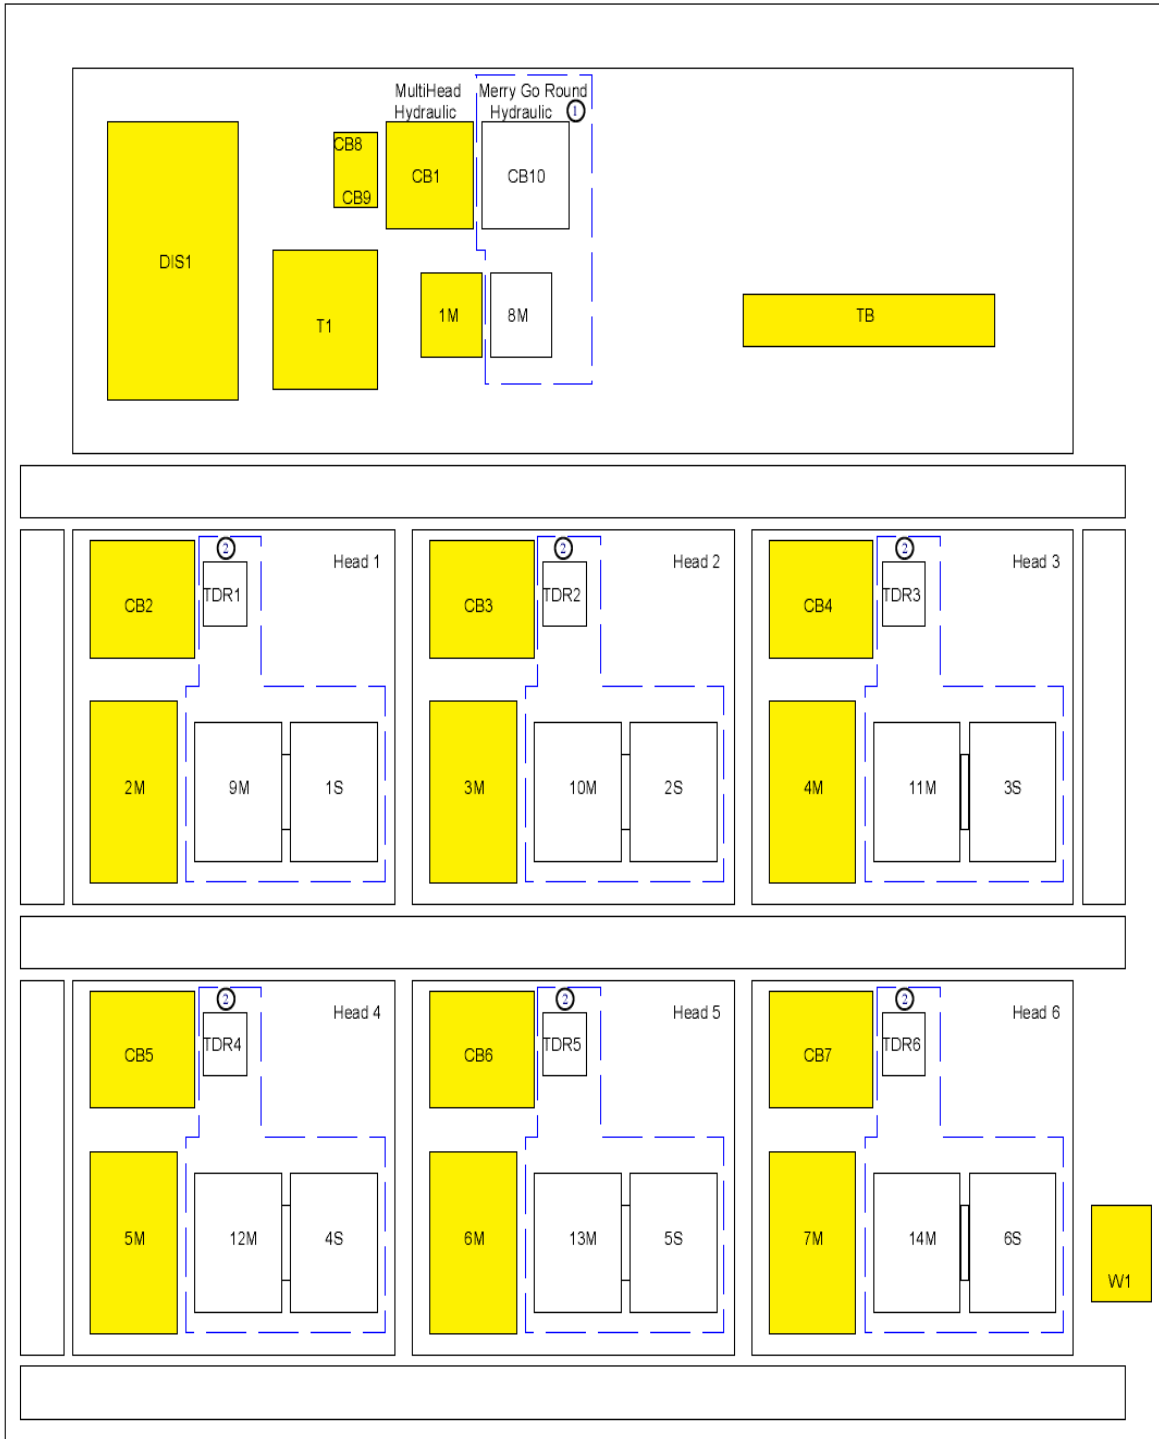 MultiHead
Hydraulic
Merry Go Round
Hydraulic
1
CB8
CB9
CB1
CB10
DIS1
T1
1M
8M
TB
2
Head 1
2
Head 2
2
Head 3
CB2
TDR1
CB3
TDR2
CB4
TDR3
2M
9M
1S
3M
10M
2S
4M
11M
3S
2
Head 4
2
Head 5
2
Head 6
CB5
TDR4
CB6
TDR5
CB7
TDR6
5M
12M
4S
6M
13M
5S
7M
14M
6S
W1